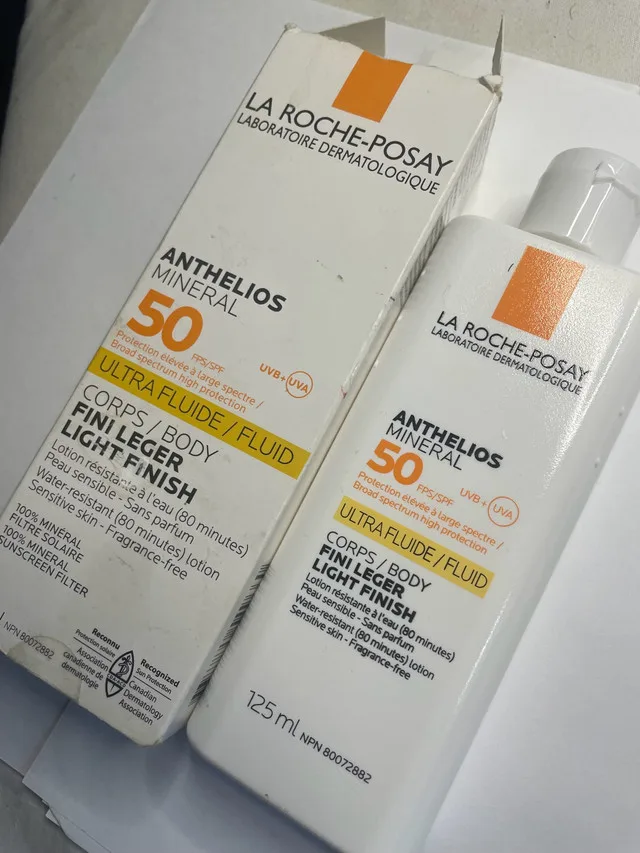 LA ROCHE-POSAY
LABORATOIRE DERMATOLOGIQUE
ANTHELIOS
MINERAL
50
FPS/SPF
UVB+UVA
Protection élévée à large spectre /
Broad spectrum high protection
ULTRA FLUIDE / FLUID
CORPS / BODY
FINI LEGER
LIGHT FINISH
Lotion résistante à l'eau (80 minutes)
Peau sensible - Sans parfum
Water-resistant (80 minutes) lotion
Sensitive skin - Fragrance-free
100% MINÉRAL
FILTRE SOLAIRE
100% MINERAL
SUNSCREEN FILTER
NPN 80072882
Reconnu
Protection solaire
Association
canadienne de
dermatologie
Recognized
Sun Protection
Canadian
Dermatology
Association
LA ROCHE-POSAY
LABORATOIRE DERMATOLOGIQUE
ANTHELIOS
MINERAL
50
FPS/SPF
UVB + UVA
Protection élévée à large spectre /
Broad spectrum high protection
ULTRA FLUIDE / FLUID
CORPS / BODY
FINI LEGER
LIGHT FINISH
Lotion résistante à l'eau (80 minutes)
Peau sensible - Sans parfum
Water-resistant (80 minutes) lotion
Sensitive skin - Fragrance-free
125 ml NPN 80072882